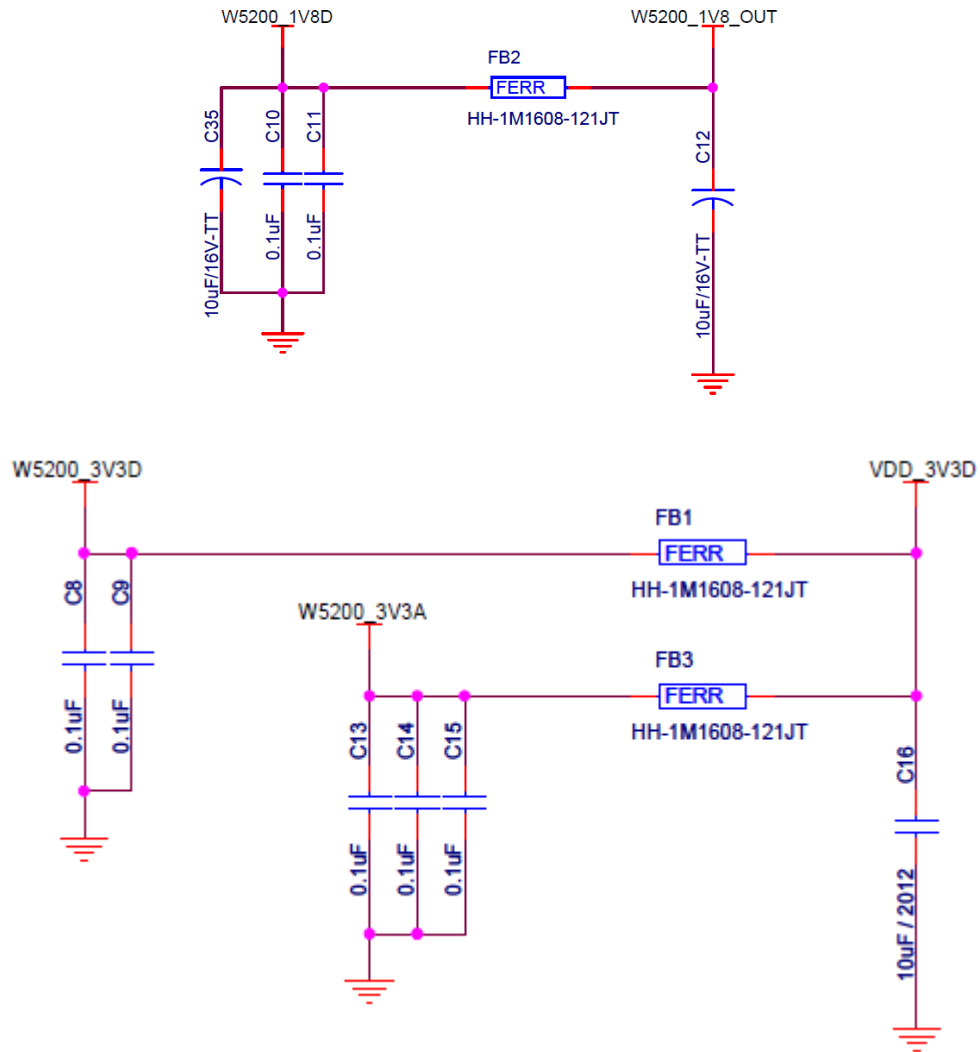 W5200_1V8D
W5200_1V8_OUT
FB2
FERR
HH-1M1608-121JT
C35
C10
C11
C12
10uF/16V-TT
0.1uF
0.1uF
10uF/16V-TT
W5200_3V3D
VDD_3V3D
FB1
FERR
HH-1M1608-121JT
C8
C9
W5200_3V3A
FB3
FERR
HH-1M1608-121JT
0.1uF
0.1uF
C13
C14
C15
C16
0.1uF
0.1uF
0.1uF
10uF / 2012